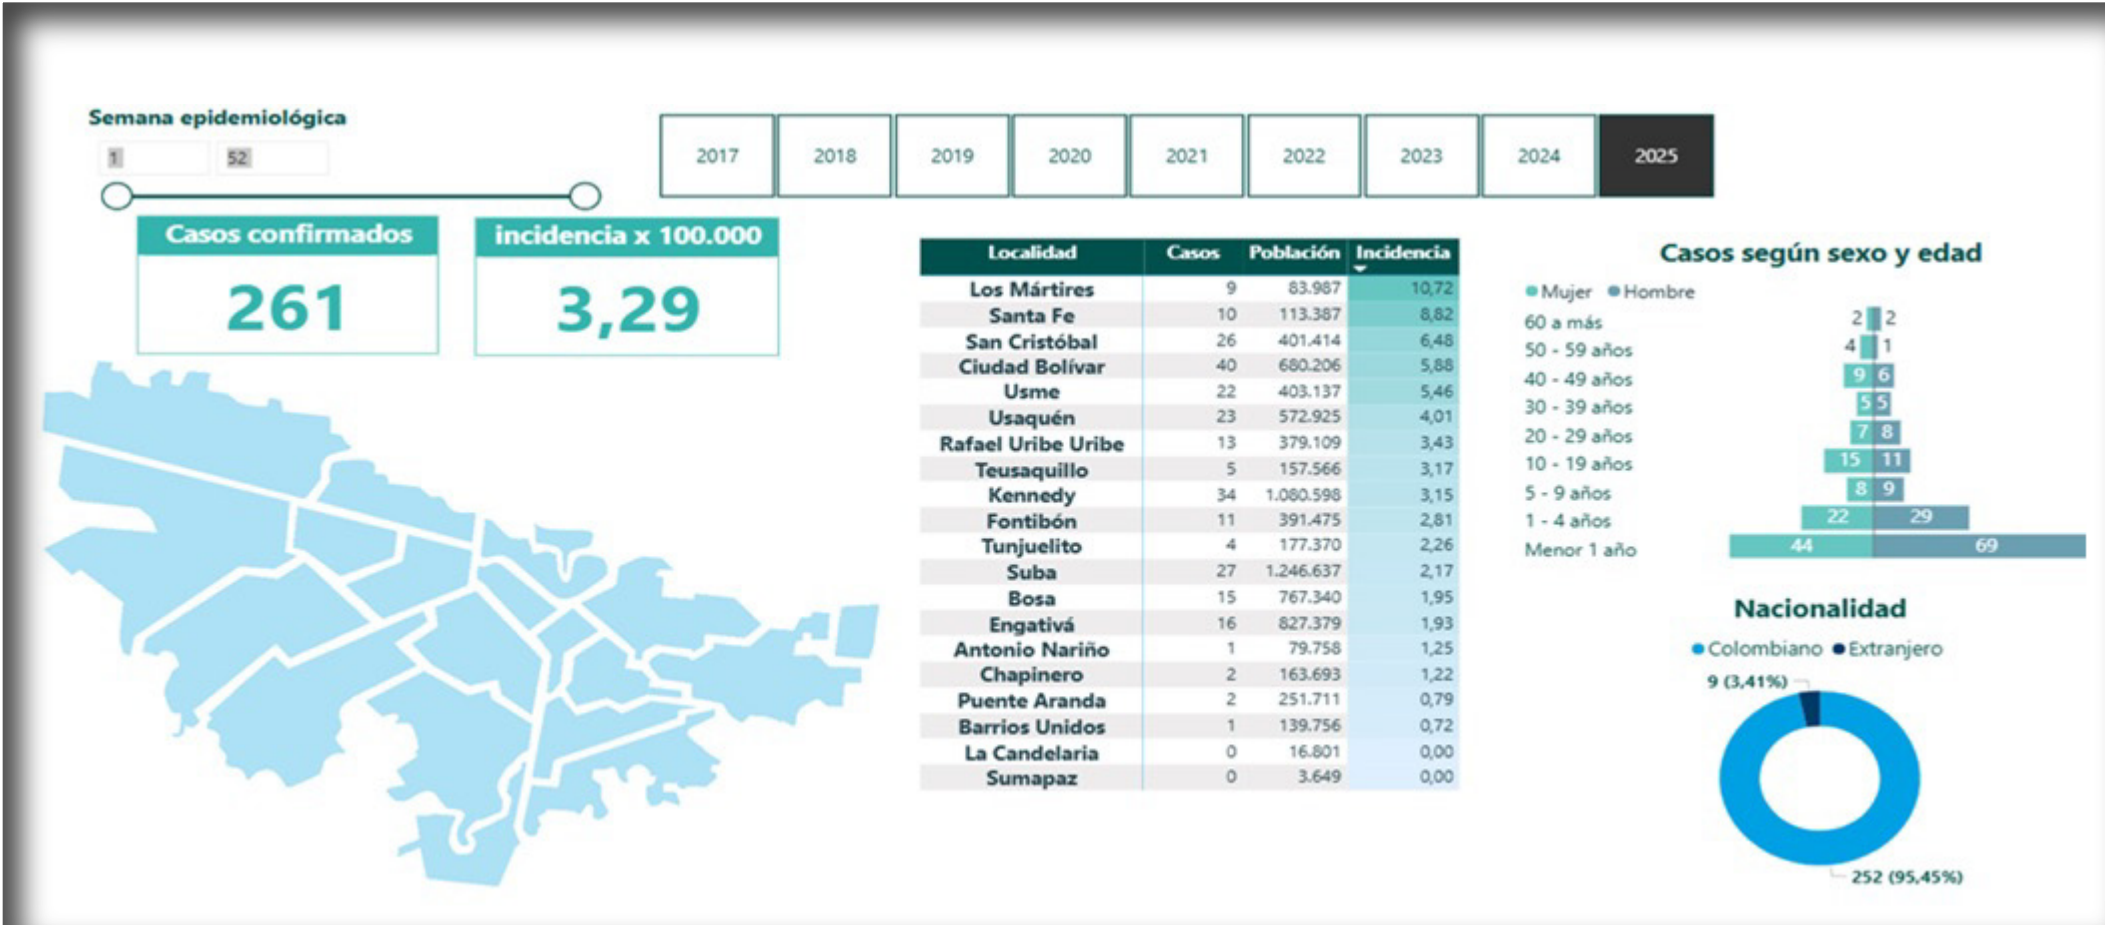 Semana epidemiológica
1 52
2017 2018 2019 2020 2021 2022 2023 2024 2025
Casos confirmados
261
incidencia x 100.000
3,29
Localidad Casos Población Incidencia
Los Mártires 9 83.987 10,72
Santa Fe 10 113.387 8,82
San Cristóbal 26 401.414 6,48
Ciudad Bolívar 40 680.206 5,88
Usme 22 403.137 5,46
Usaquén 23 572.925 4,01
Rafael Uribe Uribe 13 379.109 3,43
Teusaquillo 5 157.566 3,17
Kennedy 34 1.080.598 3,15
Fontibón 11 391.475 2,81
Tunjuelito 4 177.370 2,26
Suba 27 1.246.637 2,17
Bosa 15 767.340 1,95
Engativá 16 827.379 1,93
Antonio Nariño 1 79.758 1,25
Chapinero 2 163.693 1,22
Puente Aranda 2 251.711 0,79
Barrios Unidos 1 139.756 0,72
La Candelaria 0 16.801 0,00
Sumapaz 0 3.649 0,00
Casos según sexo y edad
Mujer Hombre
60 a más 2 2
50 - 59 años 4 1
40 - 49 años 9 6
30 - 39 años 5 5
20 - 29 años 7 8
10 - 19 años 15 11
5 - 9 años 8 9
1 - 4 años 22 29
Menor 1 año 44 69
Nacionalidad
Colombiano Extranjero
9 (3,41%)
252 (95,45%)